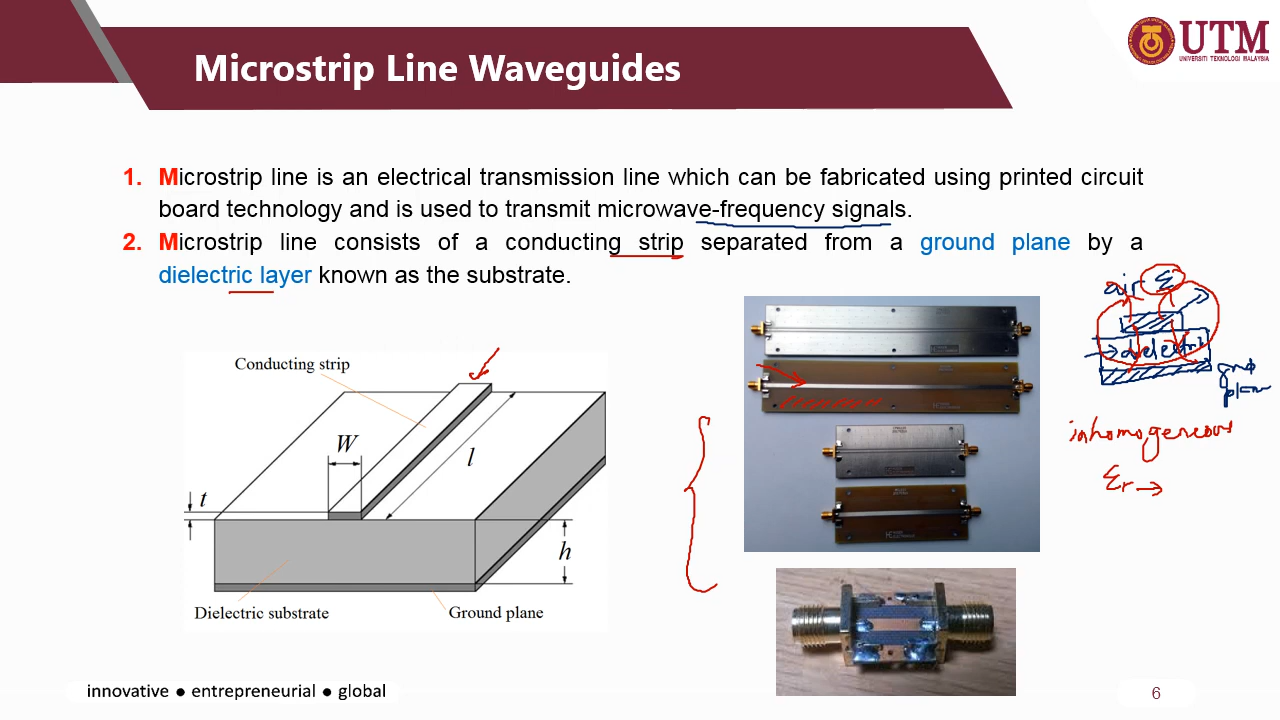 UTM
UNIVERSITI TEKNOLOGI MALAYSIA
Microstrip Line Waveguides
1. Microstrip line is an electrical transmission line which can be fabricated using printed circuit
board technology and is used to transmit microwave-frequency signals.
2. Microstrip line consists of a conducting strip separated from a ground plane by a
dielectric layer known as the substrate.
air ε
dielectric
gnd
plane
inhomogeneous
εr →
Conducting strip
W
l
t
h
Dielectric substrate
Ground plane
innovative ● entrepreneurial ● global
6